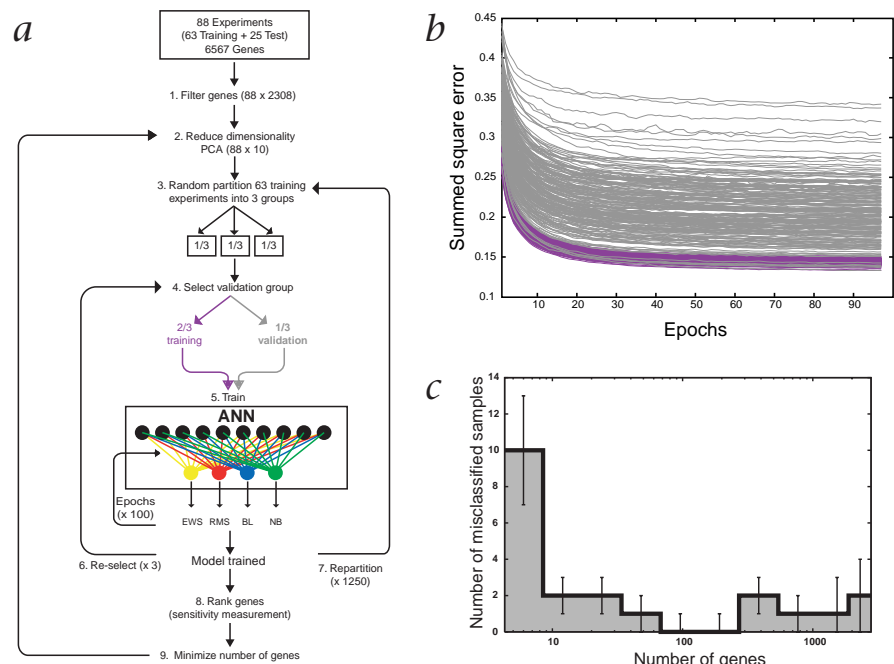 a
88 Experiments
(63 Training + 25 Test)
6567 Genes
1. Filter genes (88 x 2308)
2. Reduce dimensionality
PCA (88 x 10)
3. Random partition 63 training
experiments into 3 groups
1/3 1/3 1/3
4. Select validation group
2/3
training
1/3
validation
5. Train
ANN
Epochs
(x 100)
EWS RMS BL NB
6. Re-select (x 3)
Model trained
7. Repartition
(x 1250)
8. Rank genes
(sensitivity measurement)
9. Minimize number of genes
b
Summed square error
0.45
0.4
0.35
0.3
0.25
0.2
0.15
0.1
10 20 30 40 50 60 70 80 90
Epochs
c
Number of misclassified samples
14
12
10
8
6
4
2
0
10 100 1000
Number of genes